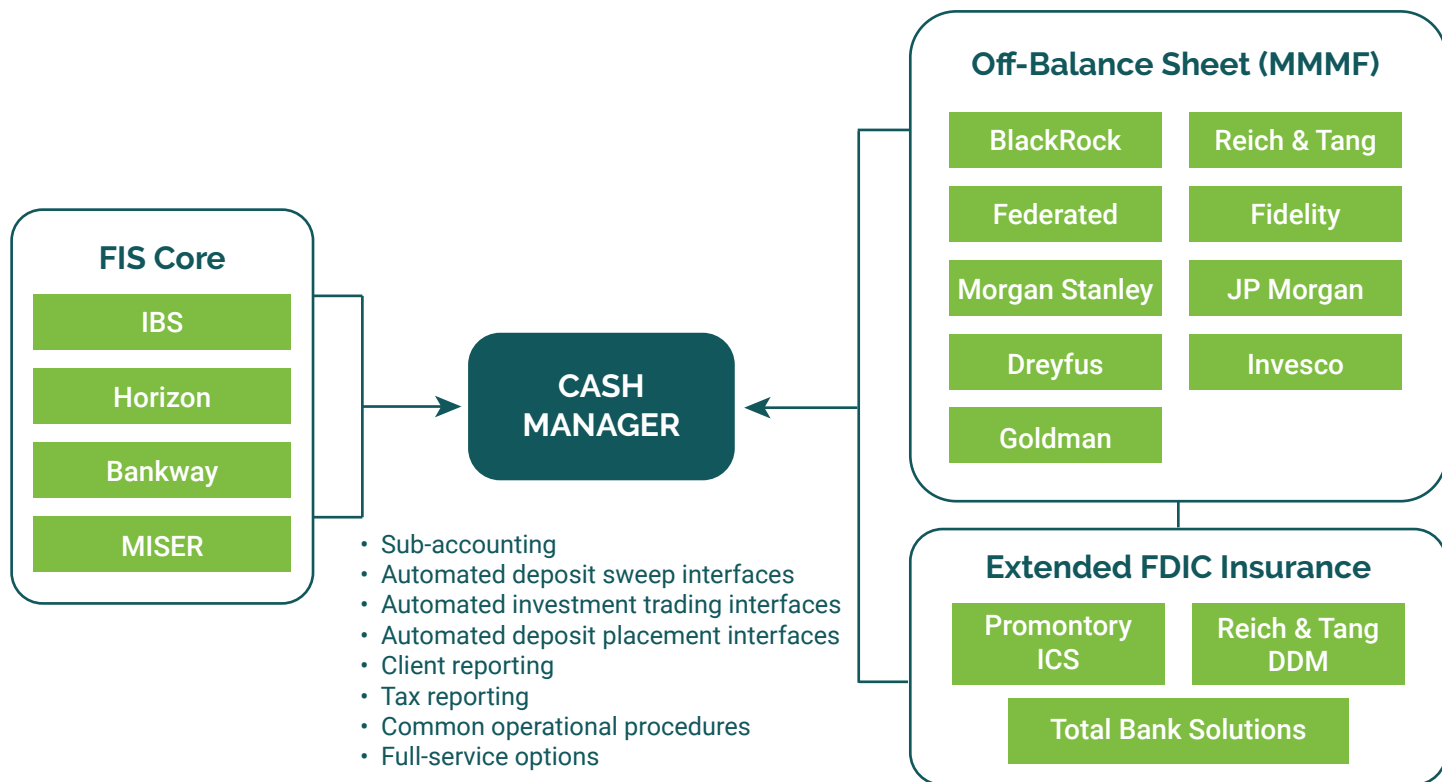 FIS Core
IBS
Horizon
Bankway
MISER
CASH
MANAGER
• Sub-accounting
• Automated deposit sweep interfaces
• Automated investment trading interfaces
• Automated deposit placement interfaces
• Client reporting
• Tax reporting
• Common operational procedures
• Full-service options
Off-Balance Sheet (MMMF)
BlackRock
Reich & Tang
Federated
Fidelity
Morgan Stanley
JP Morgan
Dreyfus
Invesco
Goldman
Extended FDIC Insurance
Promontory
ICS
Reich & Tang
DDM
Total Bank Solutions